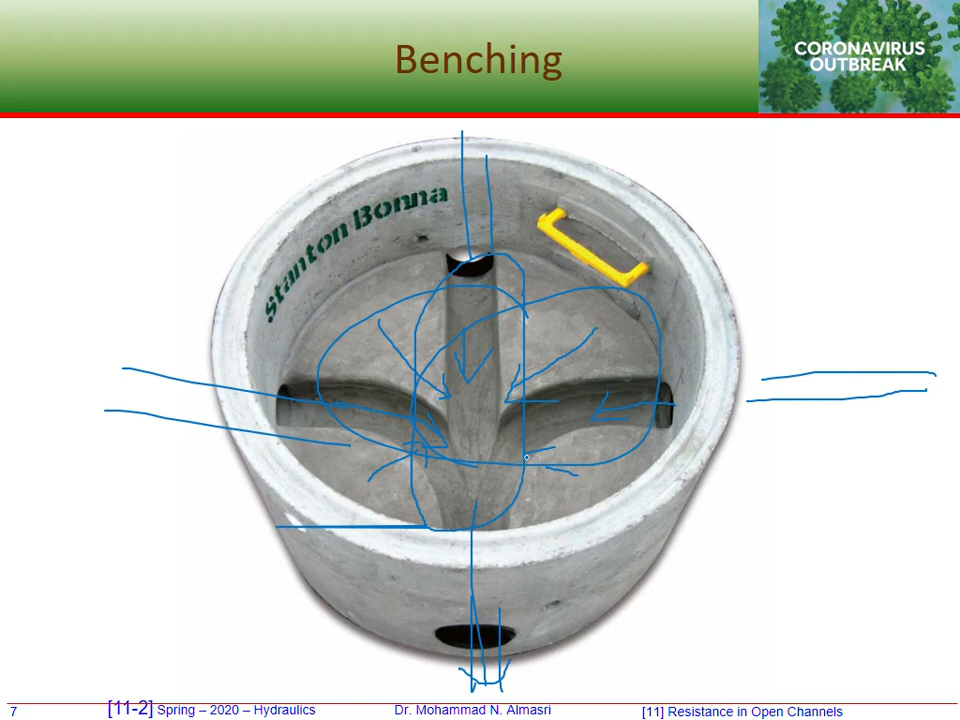 Benching
CORONAVIRUS
OUTBREAK
Stanton Bonna
7
[11-2] Spring – 2020 – Hydraulics
Dr. Mohammad N. Almasri
[11] Resistance in Open Channels